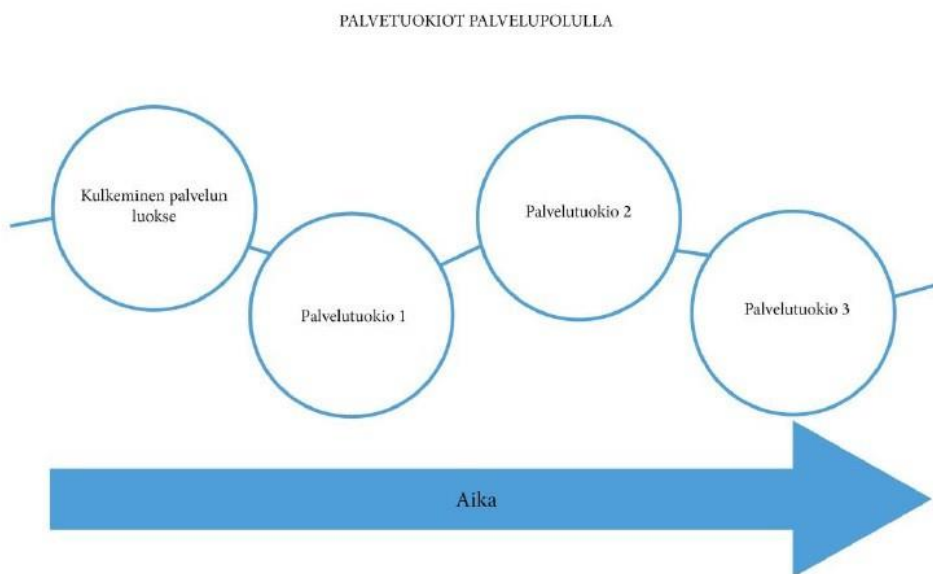 PALVETUOKIOT PALVELUPOLULLA
Kulkeminen palvelun
luokse
Palvelutuokio 1
Palvelutuokio 2
Palvelutuokio 3
Aika